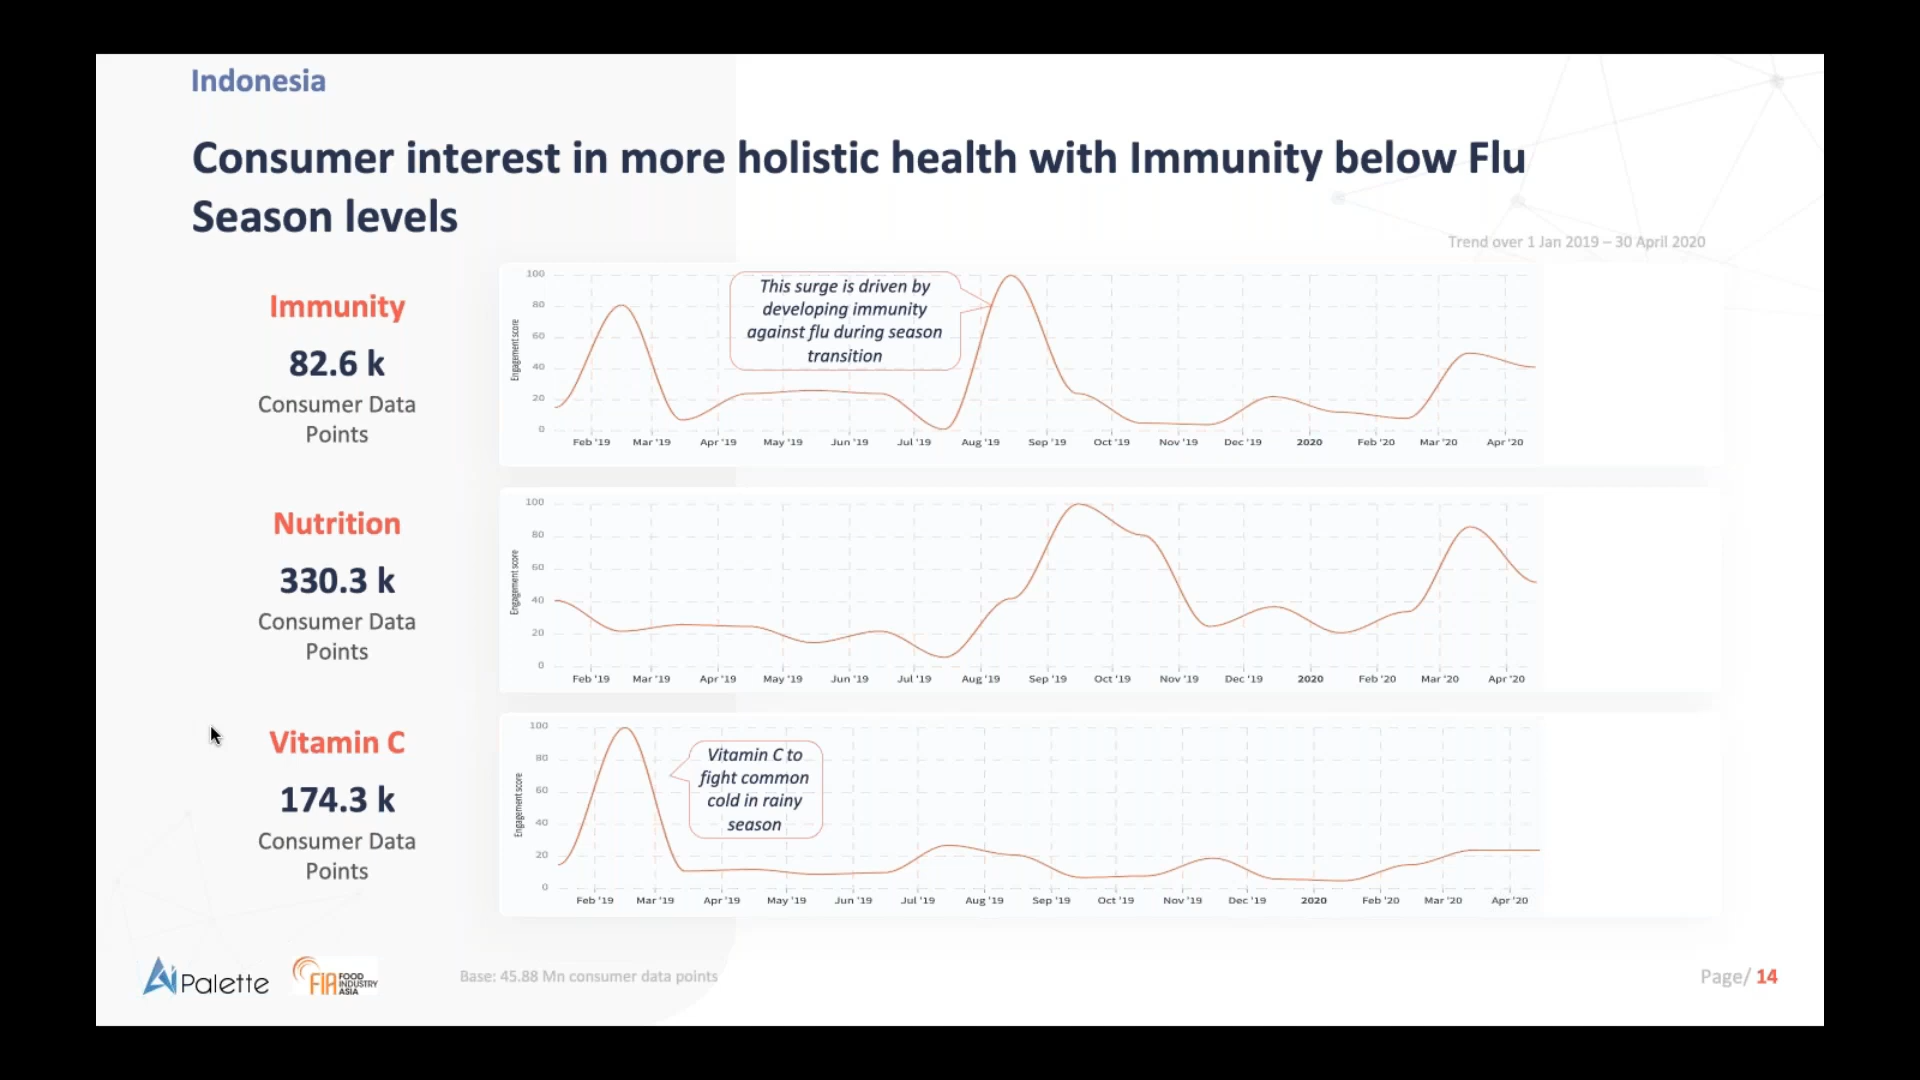 Indonesia
Consumer interest in more holistic health with Immunity below Flu
Season levels
Trend over 1 Jan 2019 – 30 April 2020
Immunity
82.6 k
Consumer Data
Points
Engagement score
100
80
60
40
20
0
This surge is driven by
developing immunity
against flu during season
transition
Feb '19 Mar '19 Apr '19 May '19 Jun '19 Jul '19 Aug '19 Sep '19 Oct '19 Nov '19 Dec '19 2020 Feb '20 Mar '20 Apr '20
Nutrition
330.3 k
Consumer Data
Points
Engagement score
100
80
60
40
20
0
Feb '19 Mar '19 Apr '19 May '19 Jun '19 Jul '19 Aug '19 Sep '19 Oct '19 Nov '19 Dec '19 2020 Feb '20 Mar '20 Apr '20
Vitamin C
174.3 k
Consumer Data
Points
Engagement score
100
80
60
40
20
0
Vitamin C to
fight common
cold in rainy
season
Feb '19 Mar '19 Apr '19 May '19 Jun '19 Jul '19 Aug '19 Sep '19 Oct '19 Nov '19 Dec '19 2020 Feb '20 Mar '20 Apr '20
Ai Palette
FIA FOOD
INDUSTRY
ASIA
Base: 45.88 Mn consumer data points
Page/ 14